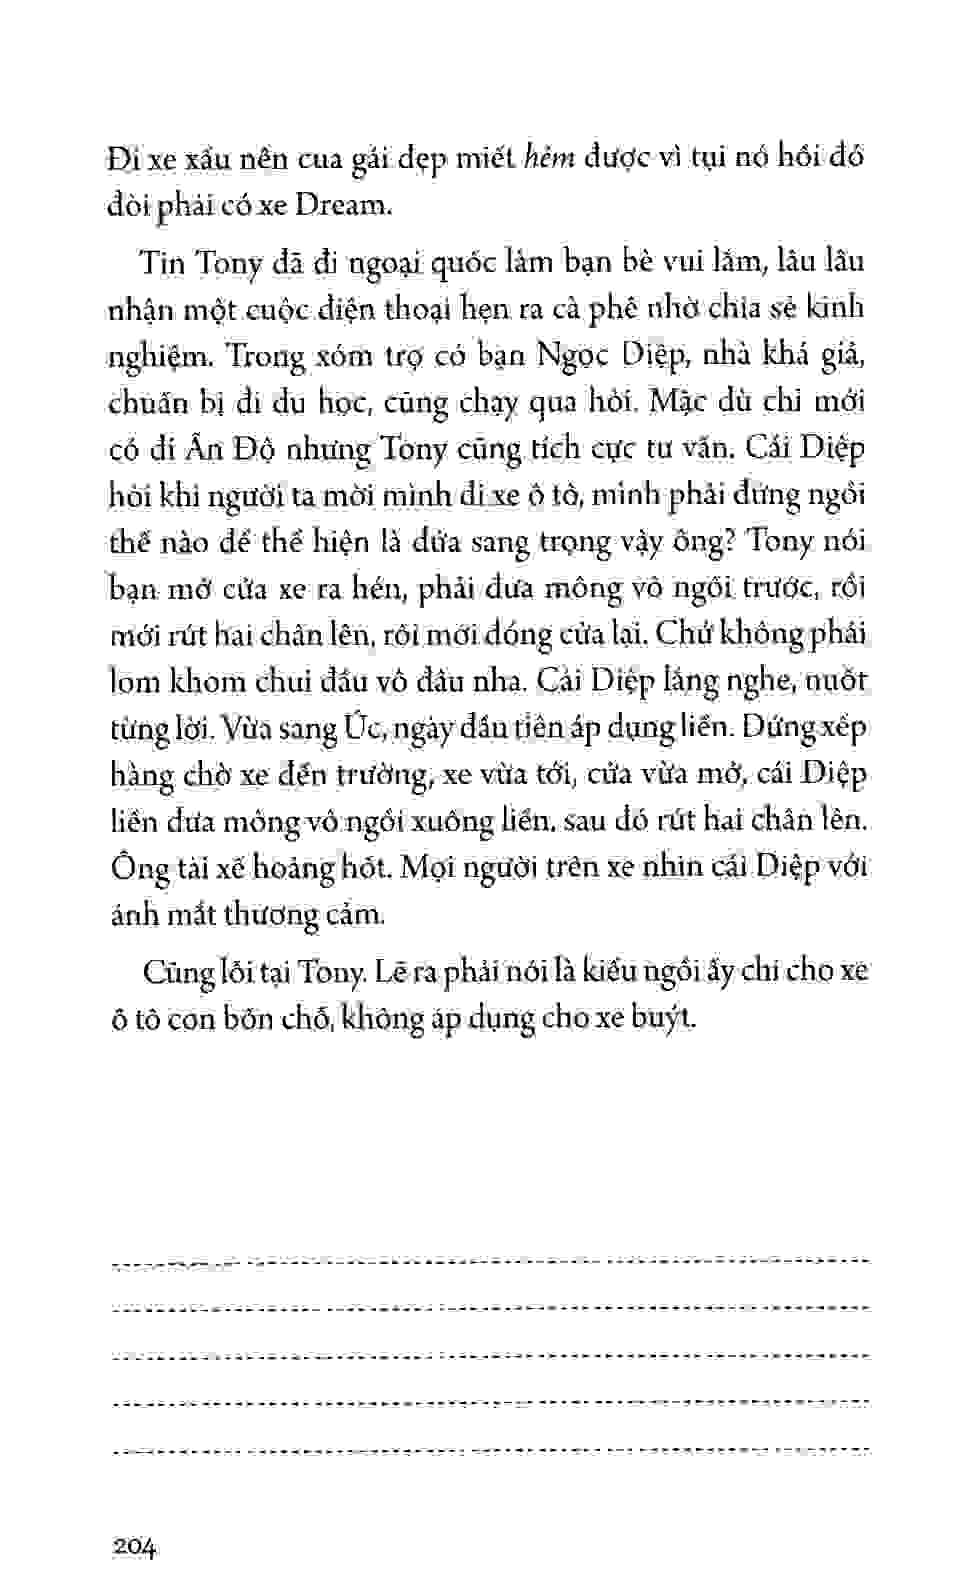 Đi xe xấu nên cua gái đẹp miết hẻm được vì tụi nó hồi đó
đòi phải có xe Dream.
Tin Tony đã đi ngoại quốc làm bạn bè vui lắm, lâu lâu
nhận một cuộc điện thoại hẹn ra cà phê nhờ chia sẻ kinh
nghiệm. Trong xóm trọ có bạn Ngọc Diệp, nhà khá giả,
chuẩn bị đi du học, cũng chạy qua hỏi. Mặc dù chỉ mới
có đi Ấn Độ nhưng Tony cũng tích cực tư vấn. Cái Diệp
hỏi khi người ta mời mình đi xe ô tô, mình phải đứng ngồi
thế nào để thể hiện là đứa sang trọng vậy ông? Tony nói
bạn mở cửa xe ra hén, phải đưa mông vô ngồi trước, rồi
mới rút hai chân lên, rồi mới đóng cửa lại. Chứ không phải
lom khom chui đầu vô đâu nha. Cái Diệp lắng nghe, nuốt
từng lời. Vừa sang Úc, ngày đầu tiên áp dụng liền. Đứng xếp
hàng chờ xe đến trường, xe vừa tới, cửa vừa mở, cái Diệp
liền đưa mông vô ngồi xuống liền, sau đó rút hai chân lên.
Ông tài xế hoảng hốt. Mọi người trên xe nhìn cái Diệp với
ánh mắt thương cảm.
Cũng lỗi tại Tony. Lẽ ra phải nói là kiểu ngồi ấy chỉ cho xe
ô tô con bốn chỗ, không áp dụng cho xe buýt.
204